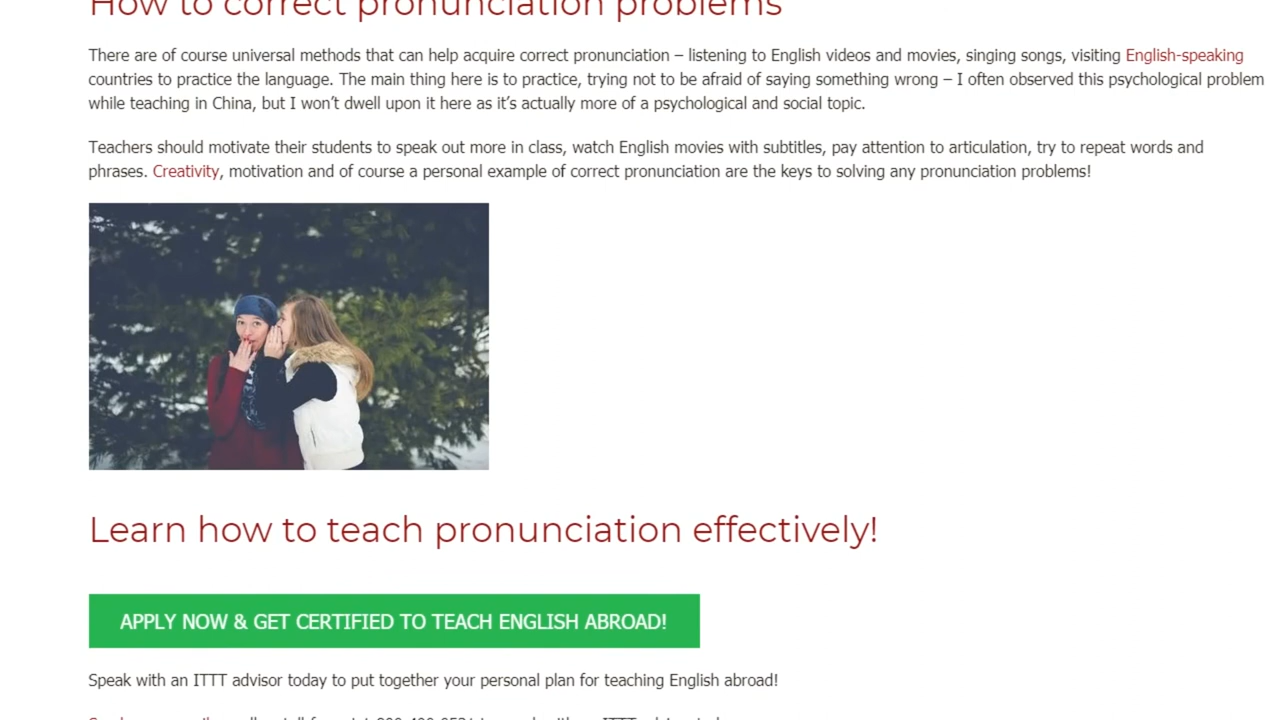 How to correct pronunciation problems
There are of course universal methods that can help acquire correct pronunciation – listening to English videos and movies, singing songs, visiting English-speaking
countries to practice the language. The main thing here is to practice, trying not to be afraid of saying something wrong – I often observed this psychological problem
while teaching in China, but I won’t dwell upon it here as it’s actually more of a psychological and social topic.
Teachers should motivate their students to speak out more in class, watch English movies with subtitles, pay attention to articulation, try to repeat words and
phrases. Creativity, motivation and of course a personal example of correct pronunciation are the keys to solving any pronunciation problems!
Learn how to teach pronunciation effectively!
APPLY NOW & GET CERTIFIED TO TEACH ENGLISH ABROAD!
Speak with an ITTT advisor today to put together your personal plan for teaching English abroad!